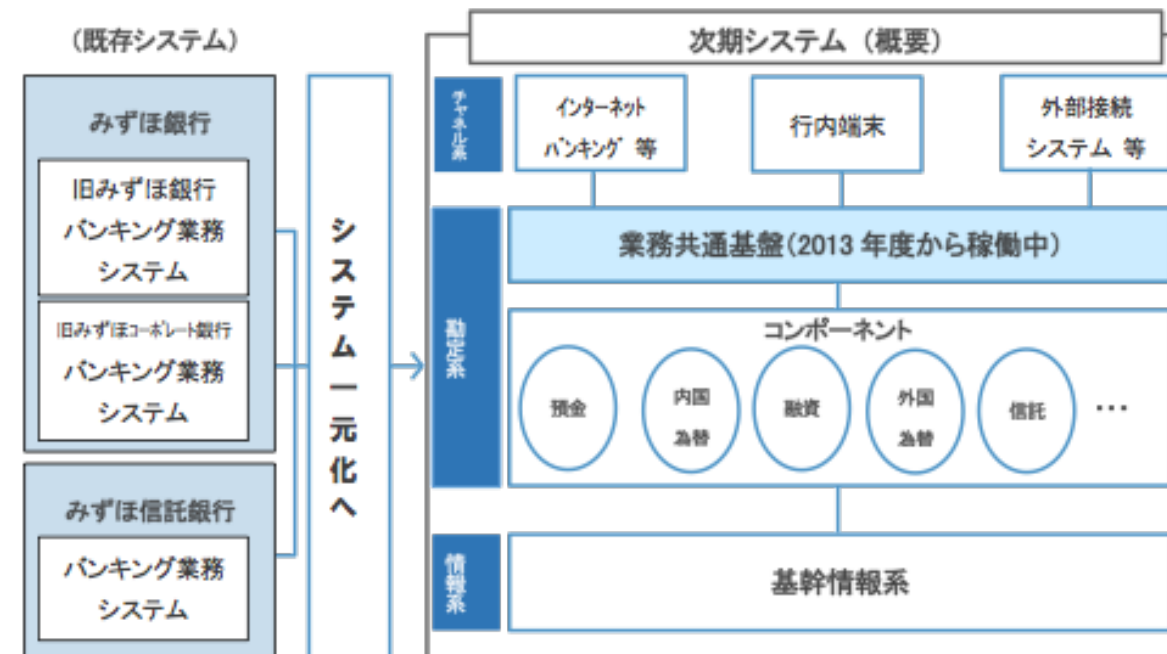 (既存システム)
みずほ銀行
旧みずほ銀行
バンキング業務
システム
旧みずほコーポレート銀行
バンキング業務
システム
みずほ信託銀行
バンキング業務
システム
システム一元化へ
次期システム (概要)
チャネル系
インターネット
バンキング 等
行内端末
外部接続
システム 等
勘定系
業務共通基盤(2013 年度から稼働中)
コンポーネント
預金
内国
為替
融資
外国
為替
信託
…
情報系
基幹情報系